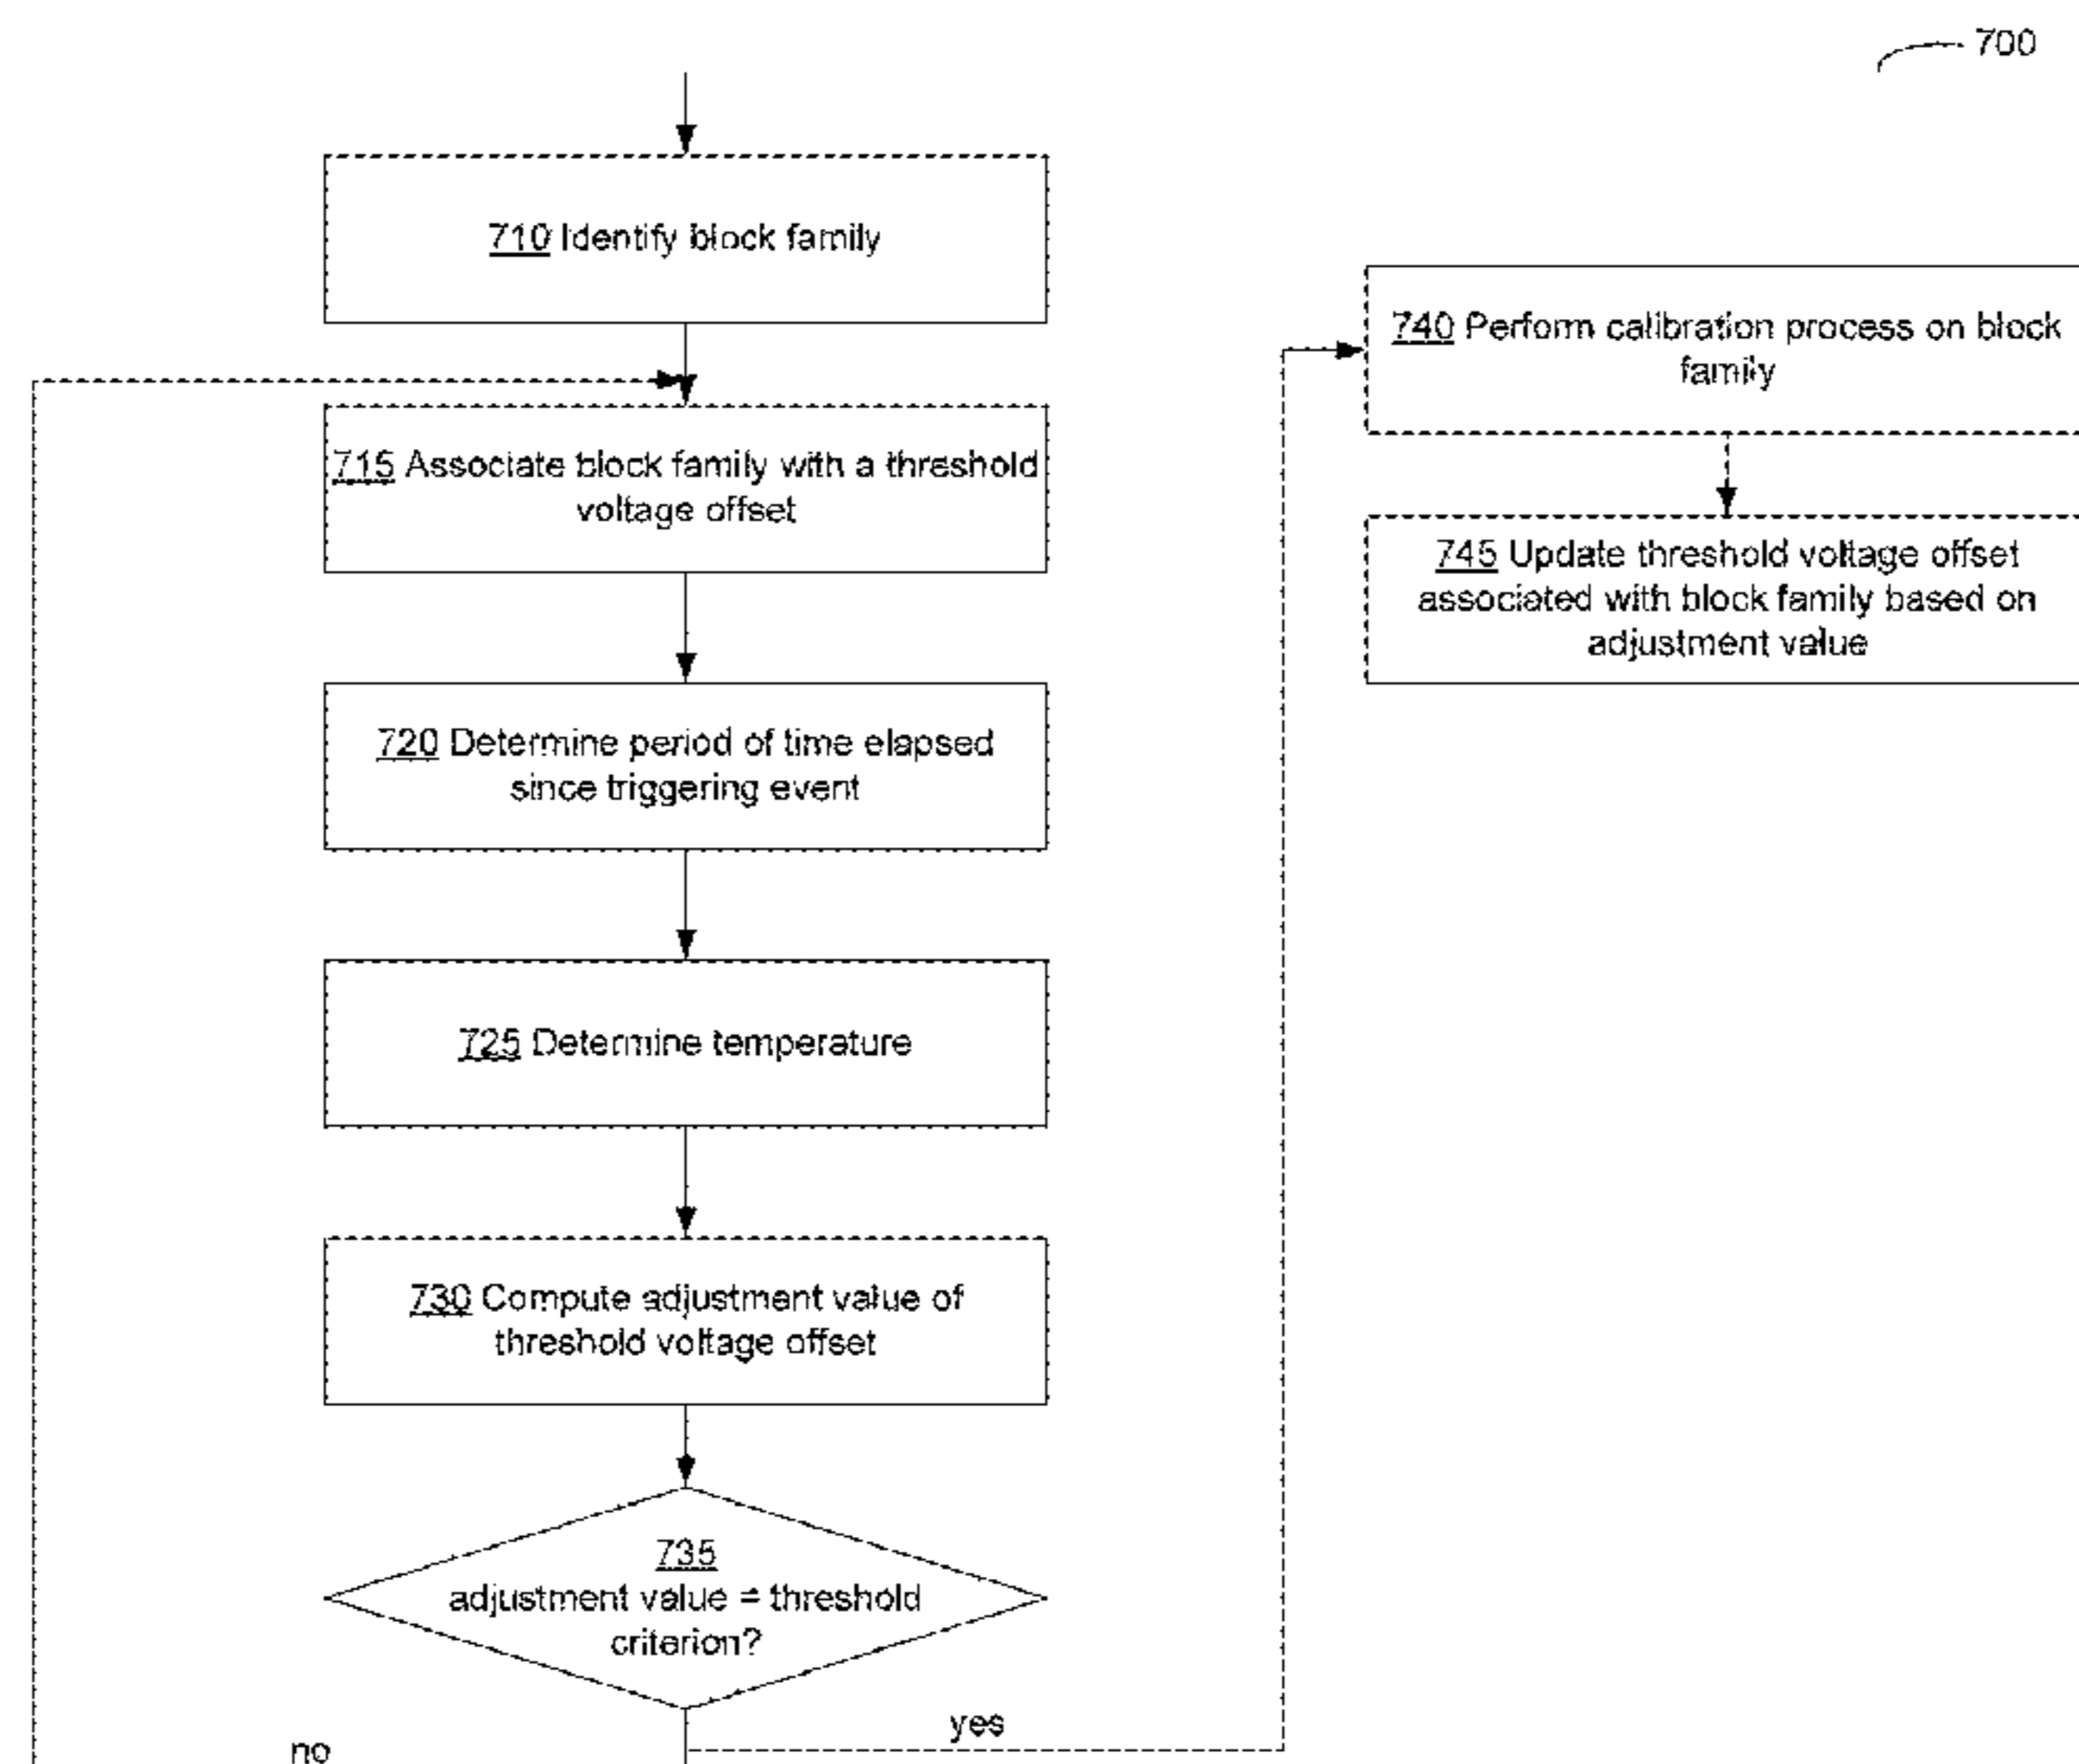 700
710 Identify block family
715 Associate block family with a threshold
voltage offset
720 Determine period of time elapsed
since triggering event
725 Determine temperature
730 Compute adjustment value of
threshold voltage offset
735
adjustment value = threshold
criterion?
yes
no
740 Perform calibration process on block
family
745 Update threshold voltage offset
associated with block family based on
adjustment value